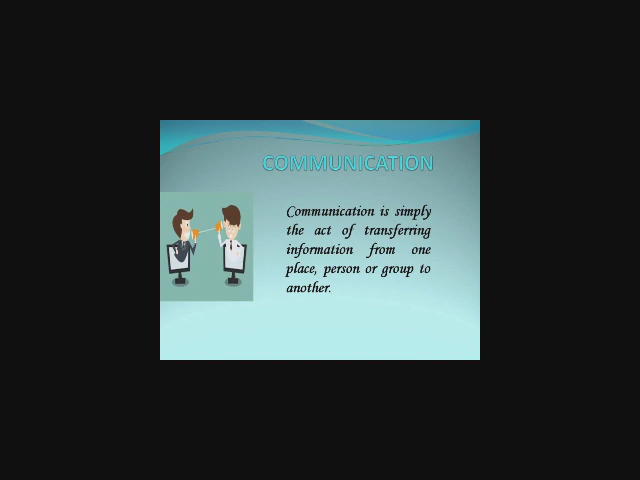 COMMUNICATION
Communication is simply
the act of transferring
information from one
place, person or group to
another.